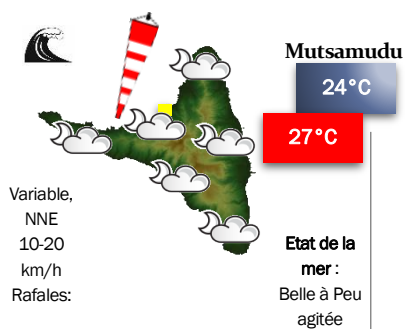 Mutsamudu
24°C
27°C
Variable,
NNE
10-20
km/h
Rafales:
Etat de la
mer :
Belle à Peu
agitée